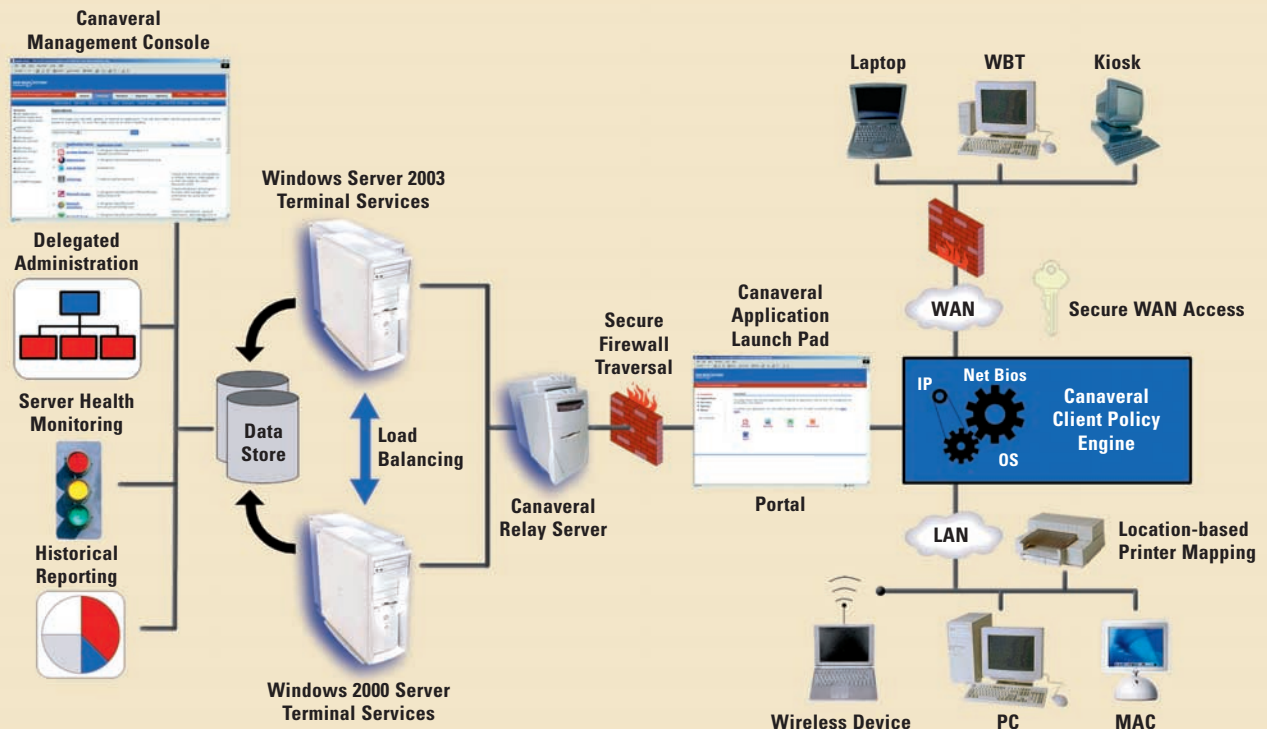 Canaveral
Management Console
Delegated
Administration
Server Health
Monitoring
Historical
Reporting
Windows Server 2003
Terminal Services
Data
Store
Load
Balancing
Windows 2000 Server
Terminal Services
Canaveral
Relay Server
Secure
Firewall
Traversal
Canaveral
Application
Launch Pad
Portal
Laptop
WBT
Kiosk
WAN
Secure WAN Access
IP
Net Bios
OS
Canaveral
Client Policy
Engine
LAN
Location-based
Printer Mapping
Wireless Device
PC
MAC